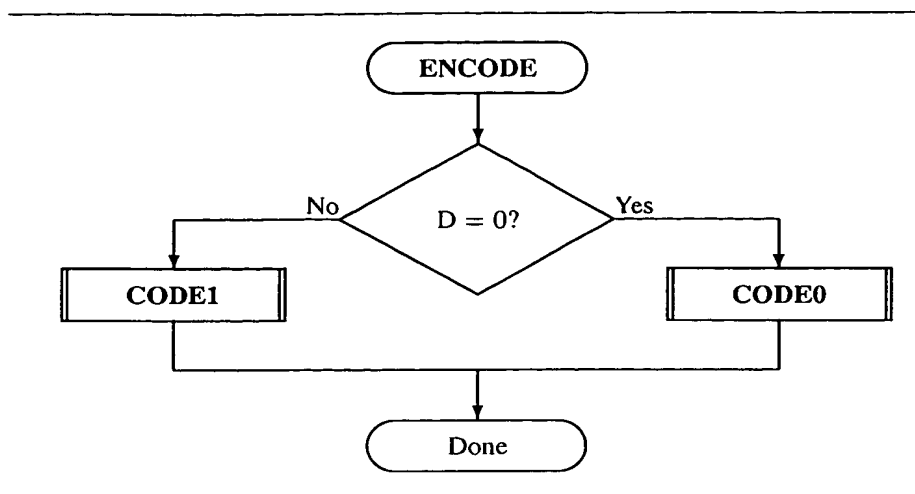 ENCODE
No
D = 0?
Yes
CODE1
CODE0
Done